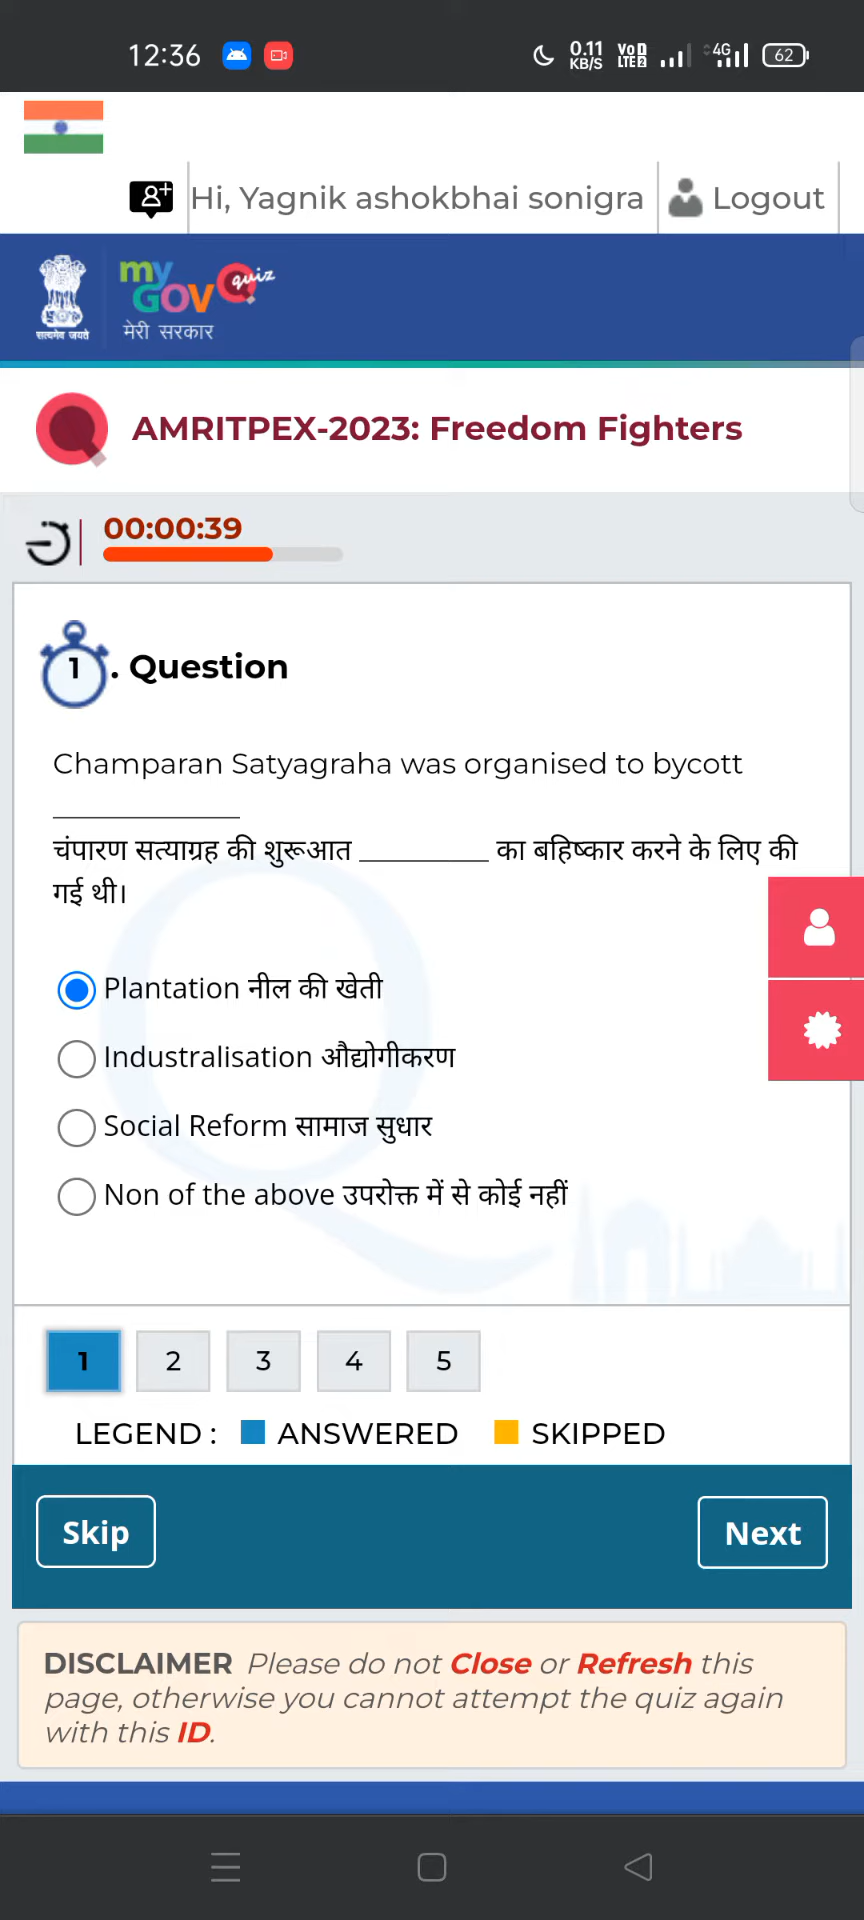 12:36 0.11 KB/S VoD LTE2 4G 62
Hi, Yagnik ashokbhai sonigra Logout
सत्यमेव जयते my GOV quiz
मेरी सरकार
AMRITPEX-2023: Freedom Fighters
00:00:39
1 . Question
Champaran Satyagraha was organised to bycott
____________
चंपारण सत्याग्रह की शुरूआत _________ का बहिष्कार करने के लिए की
गई थी।
Plantation नील की खेती
Industralisation औद्योगीकरण
Social Reform सामाज सुधार
Non of the above उपरोक्त में से कोई नहीं
1 2 3 4 5
LEGEND : ANSWERED SKIPPED
Skip Next
DISCLAIMER Please do not Close or Refresh this
page, otherwise you cannot attempt the quiz again
with this ID.